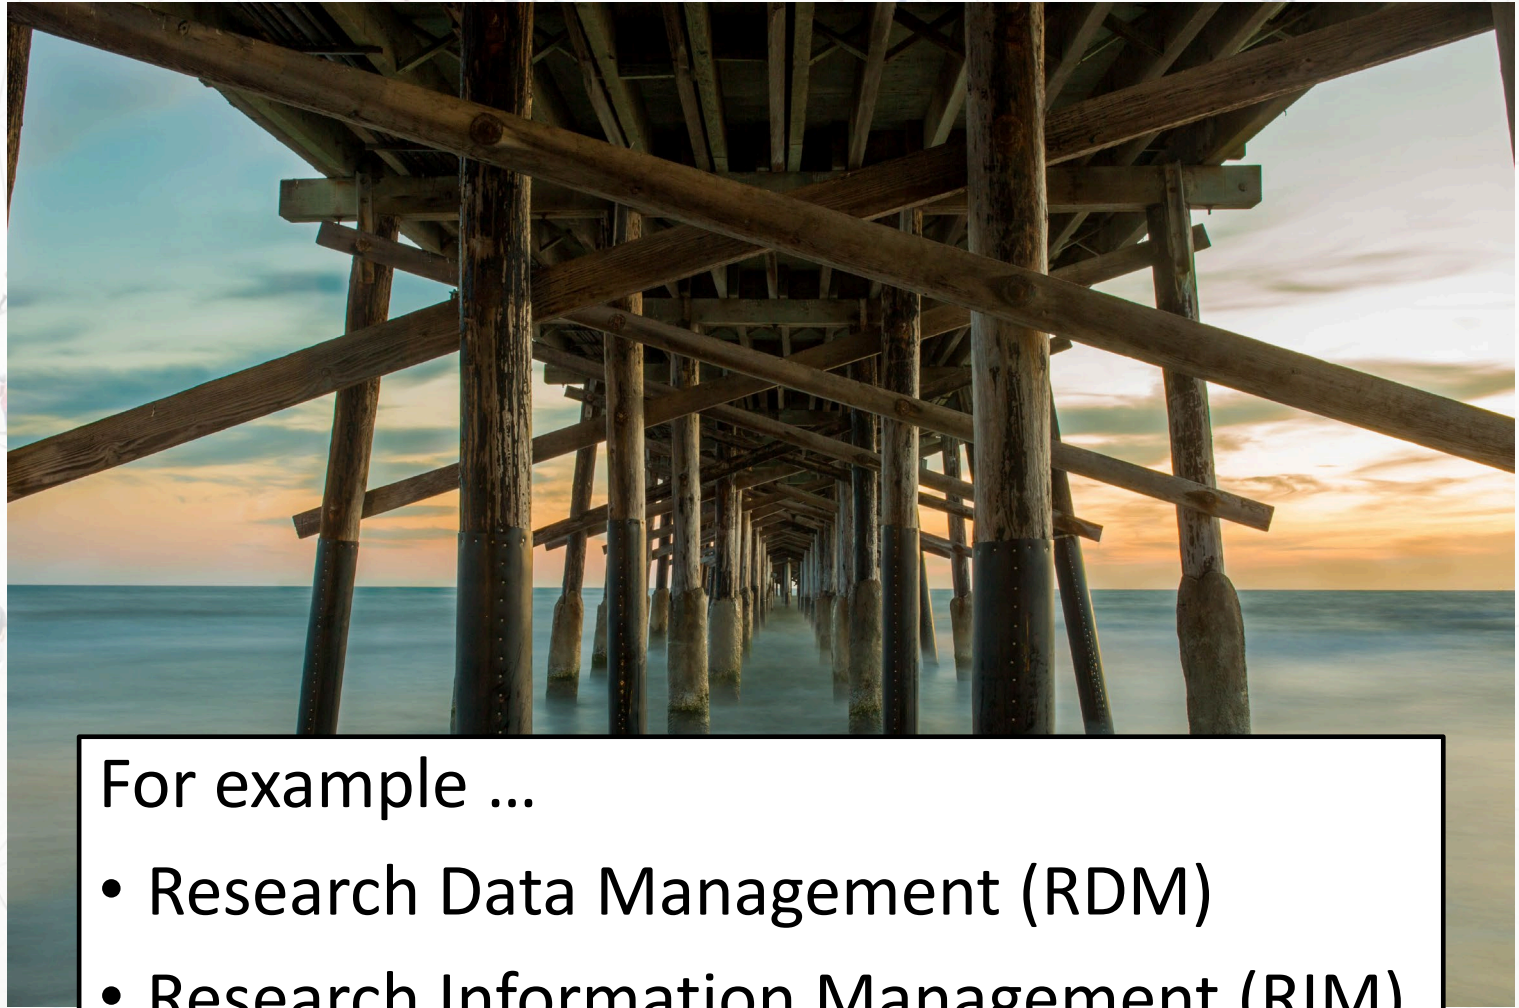 For example ...
• Research Data Management (RDM)
• Research Information Management (RIM)